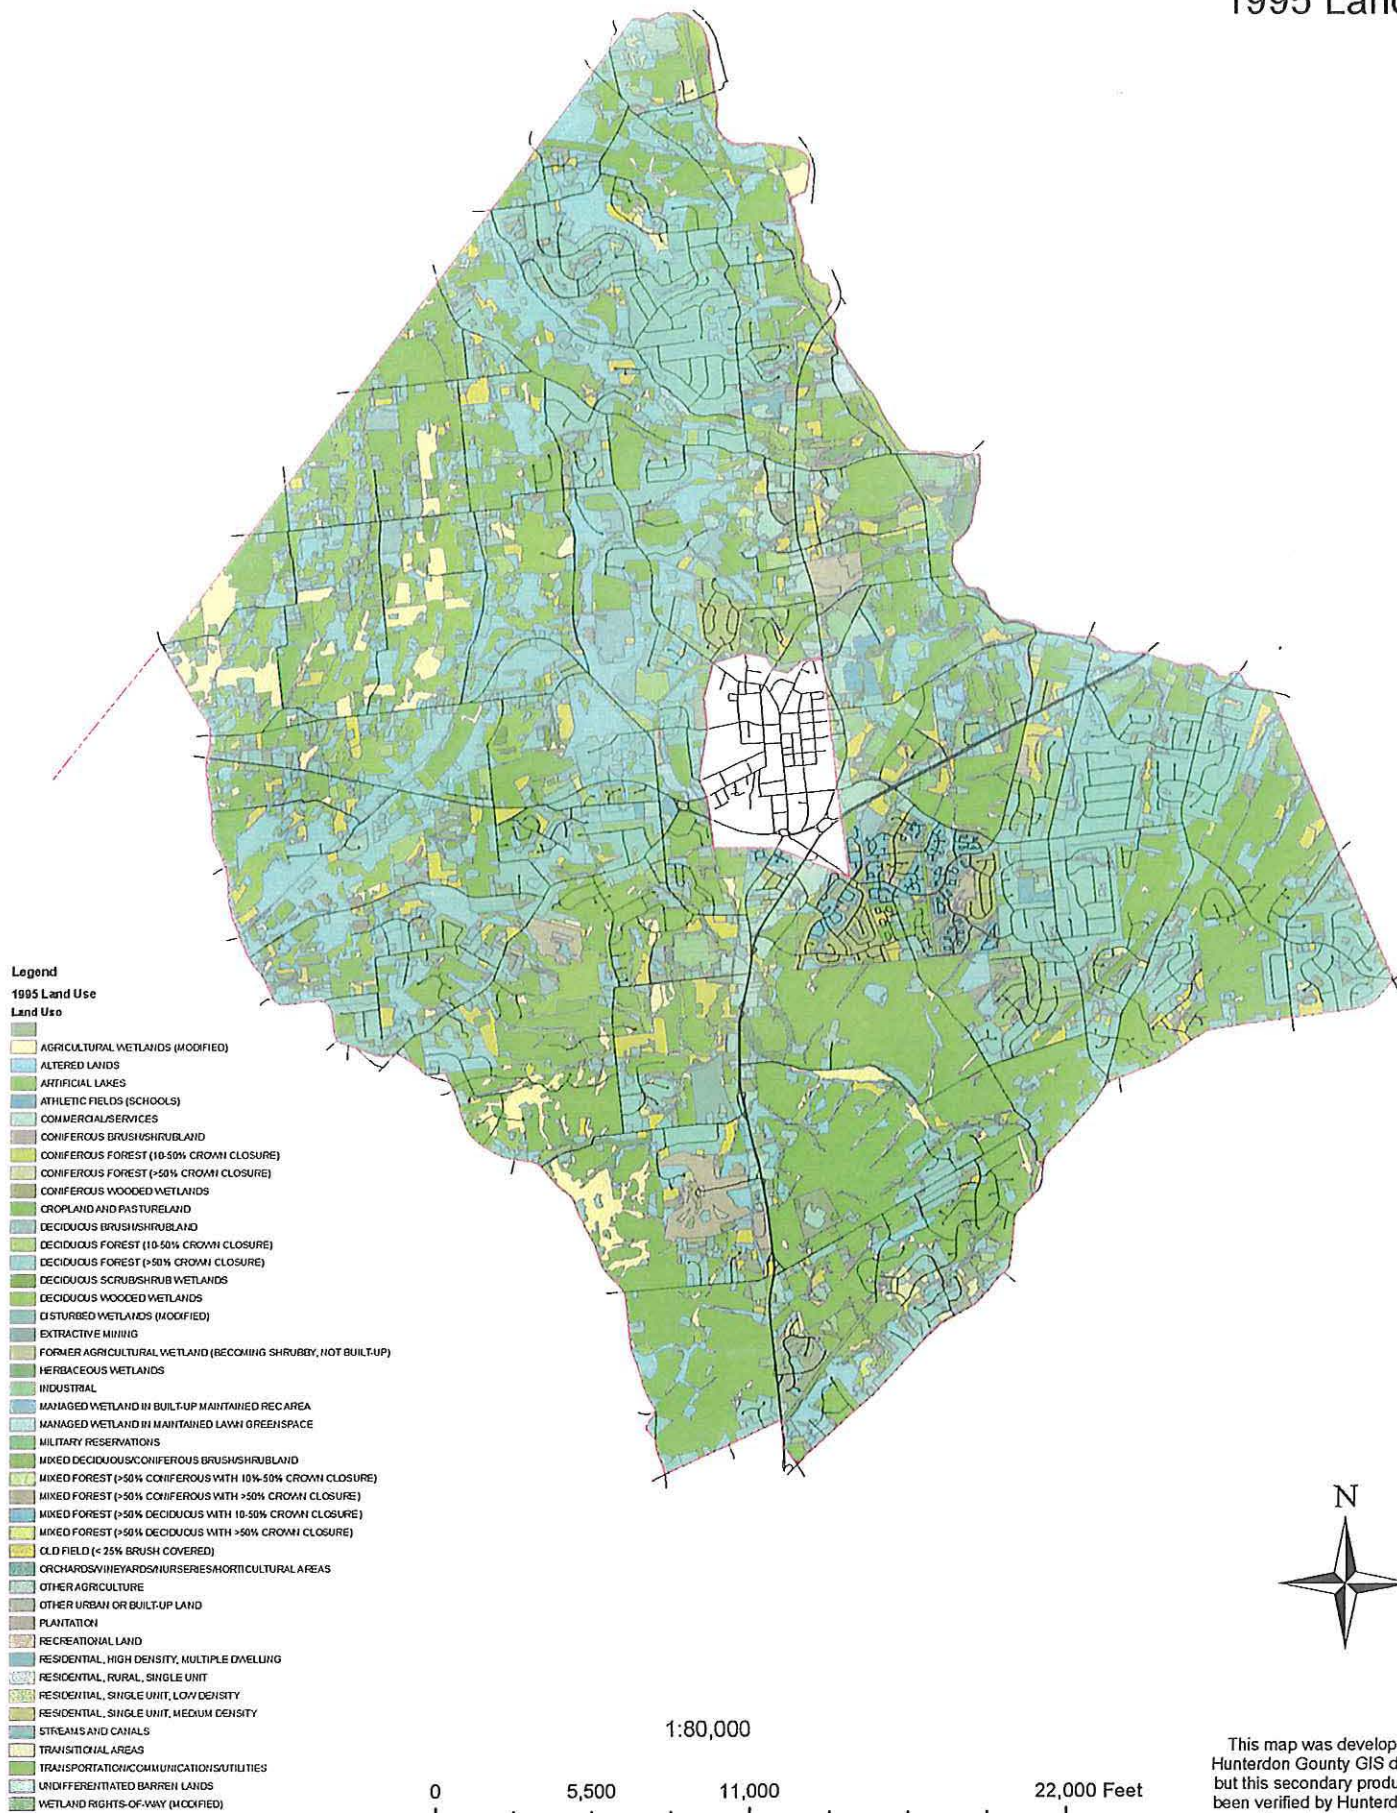 1995 Land
Legend
1995 Land Use
Land Use
AGRICULTURAL WETLANDS (MODIFIED)
ALTERED LANDS
ARTIFICIAL LAKES
ATHLETIC FIELDS (SCHOOLS)
COMMERCIAL/SERVICES
CONIFEROUS BRUSH/SHRUBLAND
CONIFEROUS FOREST (10-50% CROWN CLOSURE)
CONIFEROUS FOREST (>50% CROWN CLOSURE)
CONIFEROUS WOODED WETLANDS
CROPLAND AND PASTURELAND
DECIDUOUS BRUSH/SHRUBLAND
DECIDUOUS FOREST (10-50% CROWN CLOSURE)
DECIDUOUS FOREST (>50% CROWN CLOSURE)
DECIDUOUS SCRUB/SHRUB WETLANDS
DECIDUOUS WOODED WETLANDS
DISTURBED WETLANDS (MODIFIED)
EXTRACTIVE MINING
FORMER AGRICULTURAL WETLAND (BECOMING SHRUBBY, NOT BUILT-UP)
HERBACEOUS WETLANDS
INDUSTRIAL
MANAGED WETLAND IN BUILT-UP MAINTAINED REC AREA
MANAGED WETLAND IN MAINTAINED LAWN GREENSPACE
MILITARY RESERVATIONS
MIXED DECIDUOUS/CONIFEROUS BRUSH/SHRUBLAND
MIXED FOREST (>50% CONIFEROUS WITH 10%-50% CROWN CLOSURE)
MIXED FOREST (>50% CONIFEROUS WITH >50% CROWN CLOSURE)
MIXED FOREST (>50% DECIDUOUS WITH 10-50% CROWN CLOSURE)
MIXED FOREST (>50% DECIDUOUS WITH >50% CROWN CLOSURE)
OLD FIELD (< 25% BRUSH COVERED)
ORCHARDS/VINEYARDS/NURSERIES/HORTICULTURAL AREAS
OTHER AGRICULTURE
OTHER URBAN OR BUILT-UP LAND
PLANTATION
RECREATIONAL LAND
RESIDENTIAL, HIGH DENSITY, MULTIPLE DWELLING
RESIDENTIAL, RURAL, SINGLE UNIT
RESIDENTIAL, SINGLE UNIT, LOW DENSITY
RESIDENTIAL, SINGLE UNIT, MEDIUM DENSITY
STREAMS AND CANALS
TRANSITIONAL AREAS
TRANSPORTATION/COMMUNICATIONS/UTILITIES
UNDIFFERENTIATED BARREN LANDS
WETLAND RIGHTS-OF-WAY (MODIFIED)
N
1:80,000
0 5,500 11,000 22,000 Feet
This map was develop
Hunterdon County GIS d
but this secondary produ
been verified by Hunterd